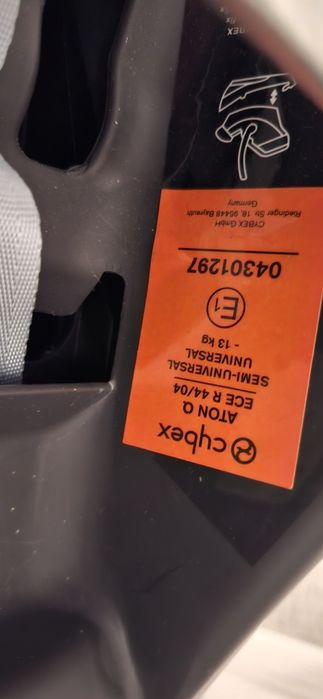 cybex
ATON Q
ECE R 44/04
SEMI-UNIVERSAL
UNIVERSAL
- 13 kg
E1
04301297
CYBEX GmbH
Riedinger Str. 18, 95448 Bayreuth
Germany